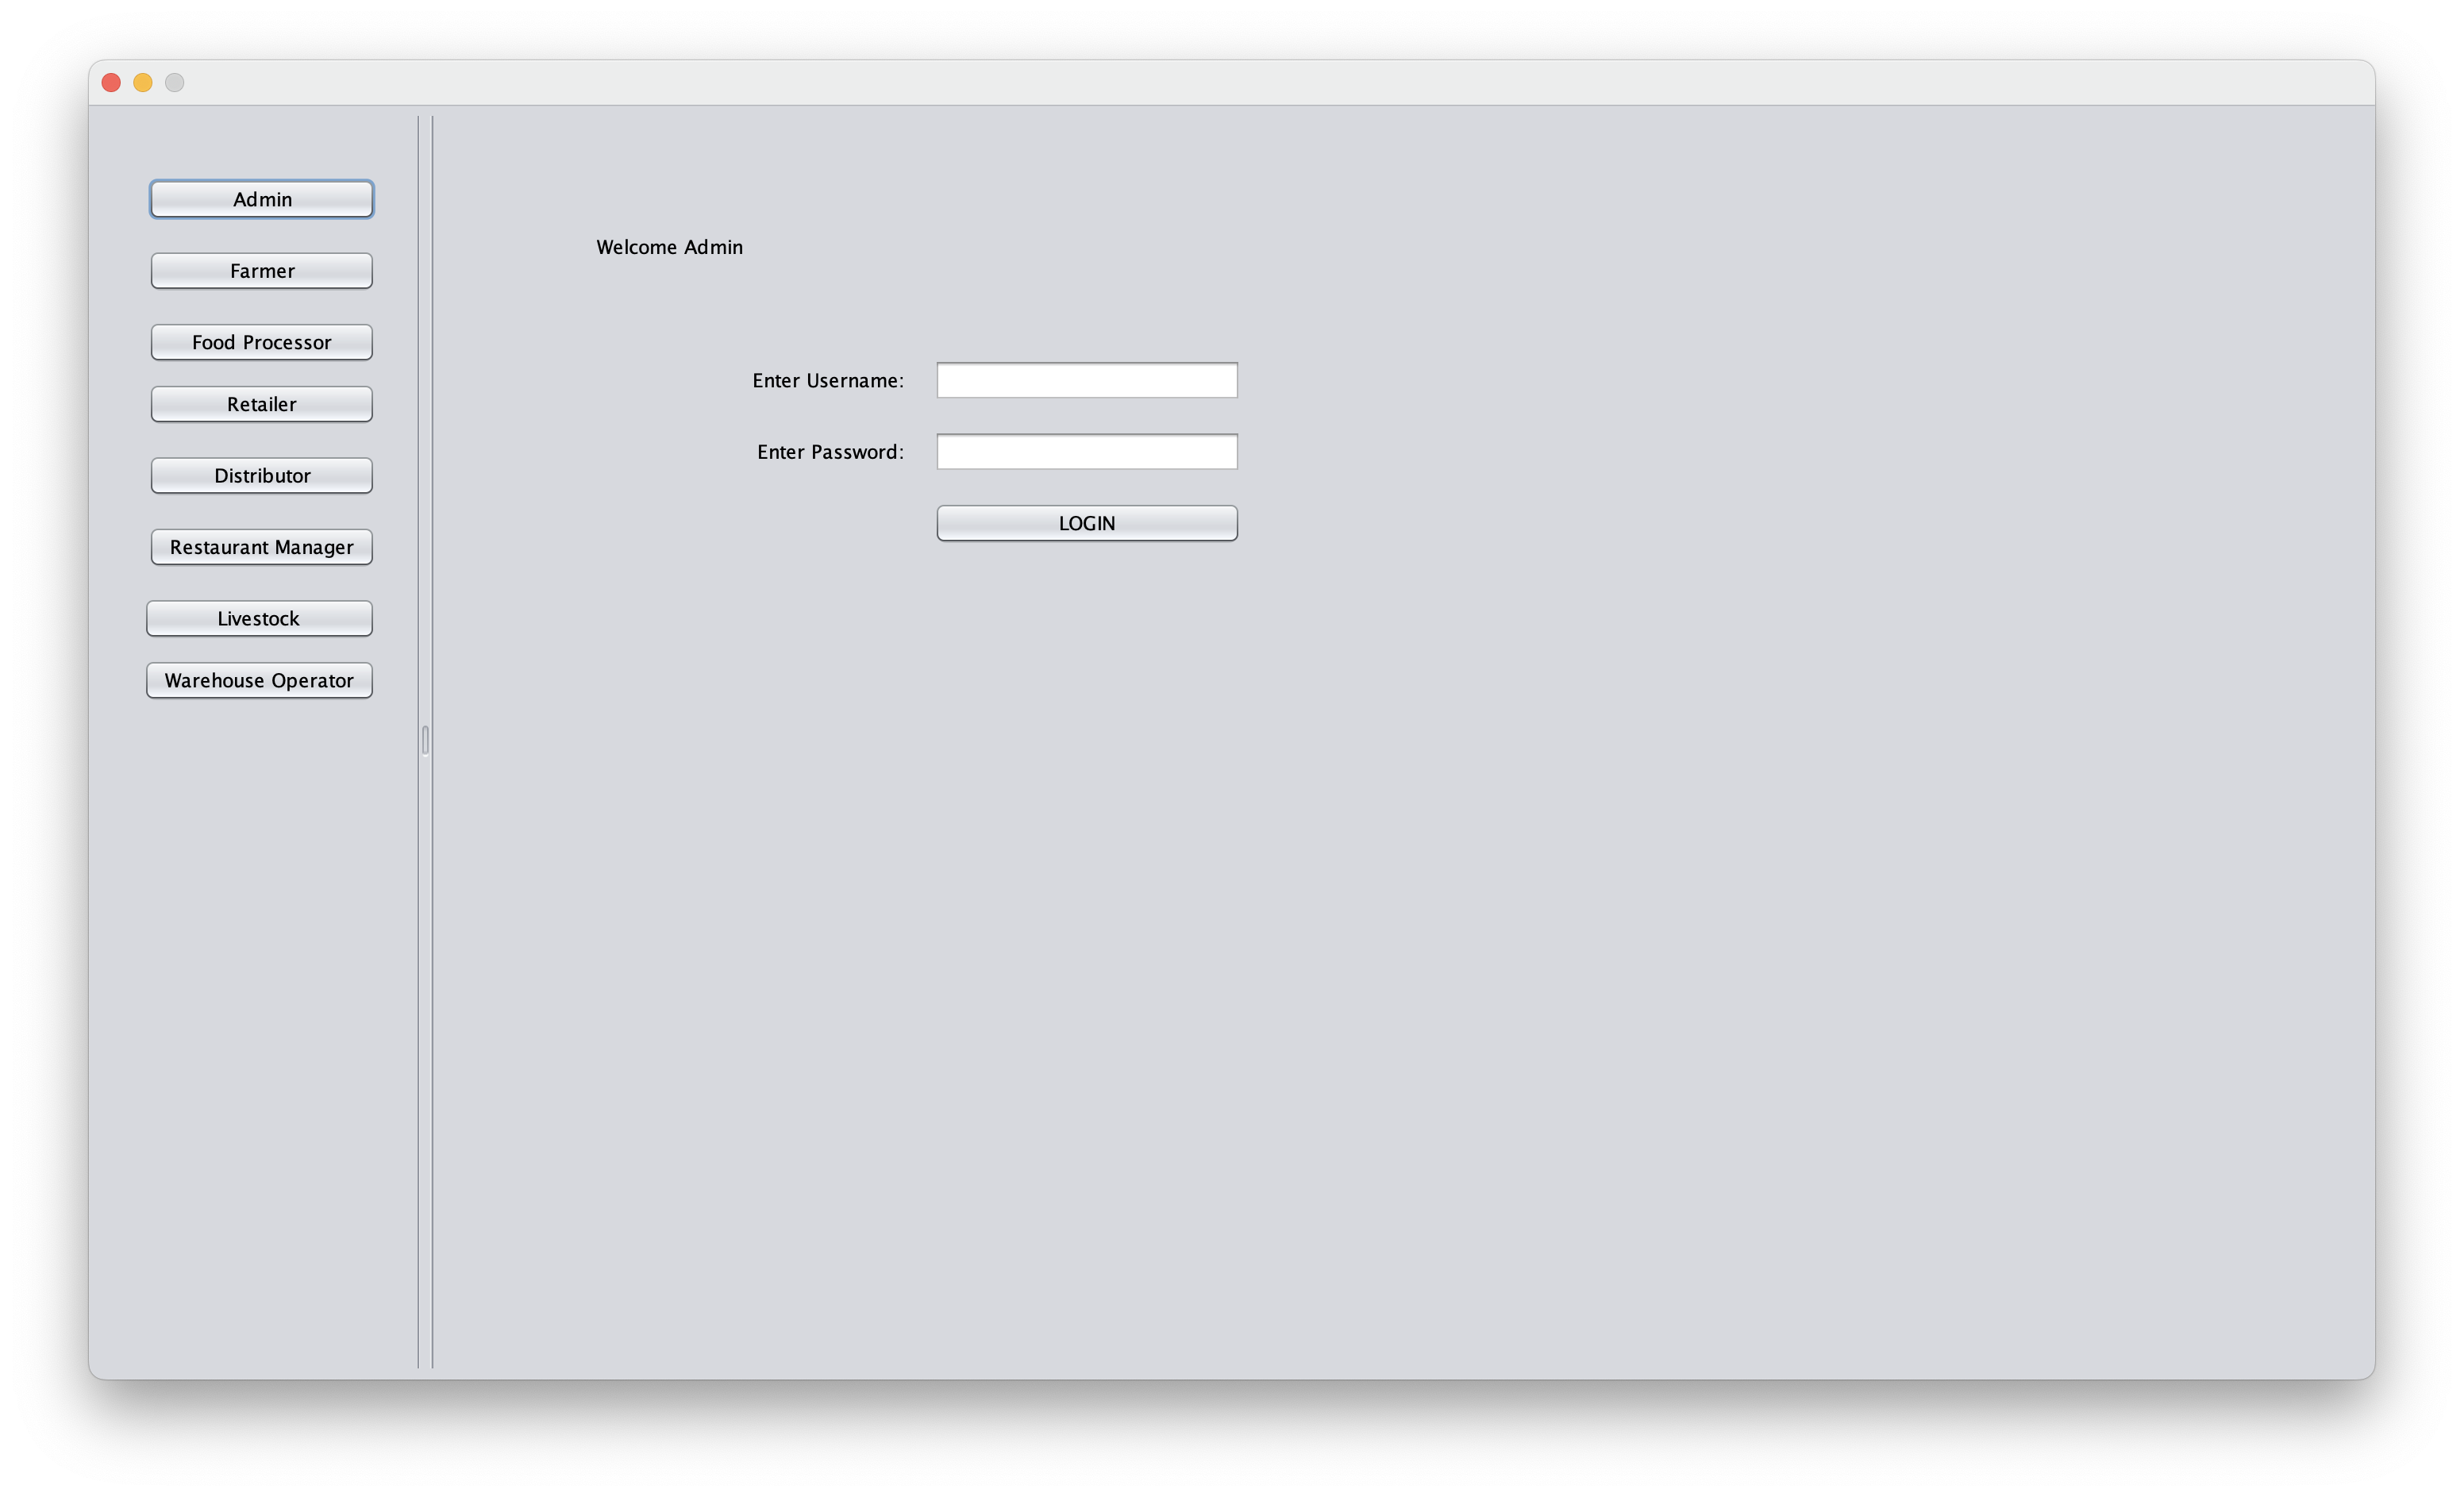 Admin
Farmer
Food Processor
Retailer
Distributor
Restaurant Manager
Livestock
Warehouse Operator
Welcome Admin
Enter Username:
Enter Password:
LOGIN